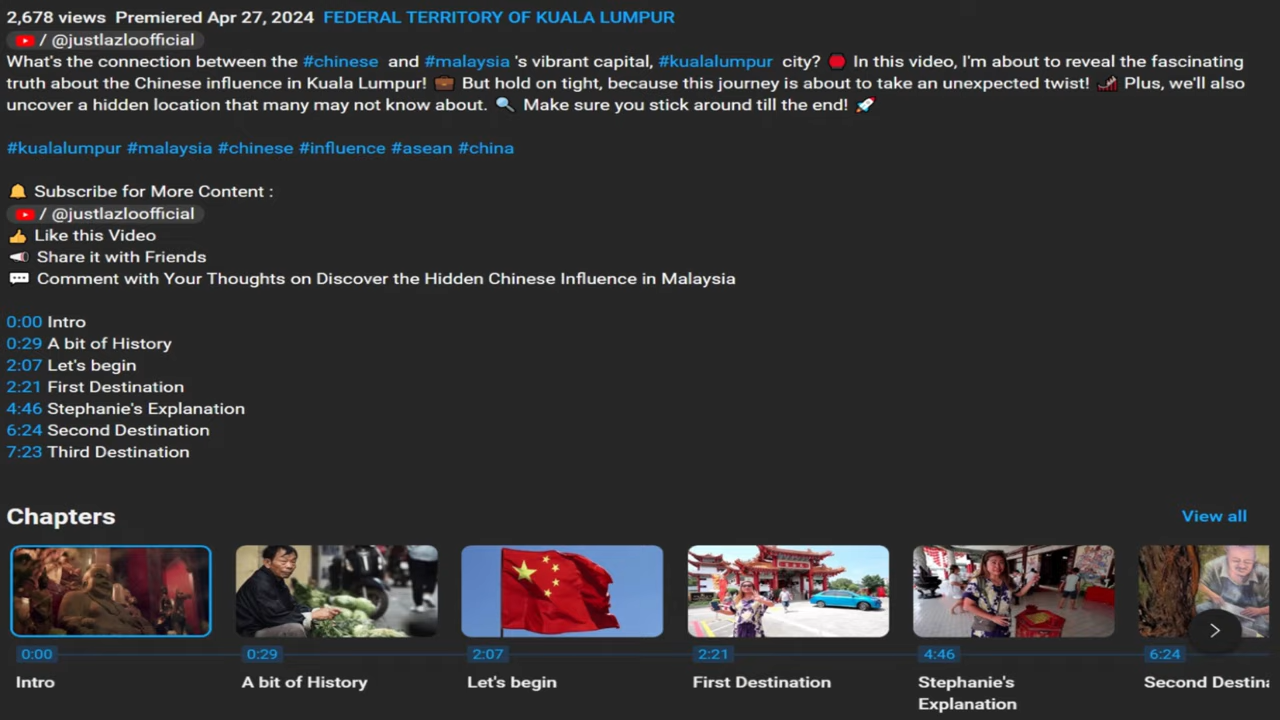 2,678 views Premiered Apr 27, 2024 FEDERAL TERRITORY OF KUALA LUMPUR
/ @justlazloofficial
What's the connection between the #chinese and #malaysia 's vibrant capital, #kualalumpur city? 🛑 In this video, I'm about to reveal the fascinating
truth about the Chinese influence in Kuala Lumpur! 💼 But hold on tight, because this journey is about to take an unexpected twist! 🎢 Plus, we'll also
uncover a hidden location that many may not know about. 🔍 Make sure you stick around till the end! 🚀
#kualalumpur #malaysia #chinese #influence #asean #china
🔔 Subscribe for More Content :
/ @justlazloofficial
👍 Like this Video
📢 Share it with Friends
💬 Comment with Your Thoughts on Discover the Hidden Chinese Influence in Malaysia
0:00 Intro
0:29 A bit of History
2:07 Let's begin
2:21 First Destination
4:46 Stephanie's Explanation
6:24 Second Destination
7:23 Third Destination
Chapters
View all
0:00
0:29
2:07
2:21
4:46
6:24
Intro
A bit of History
Let's begin
First Destination
Stephanie's
Explanation
Second Destina